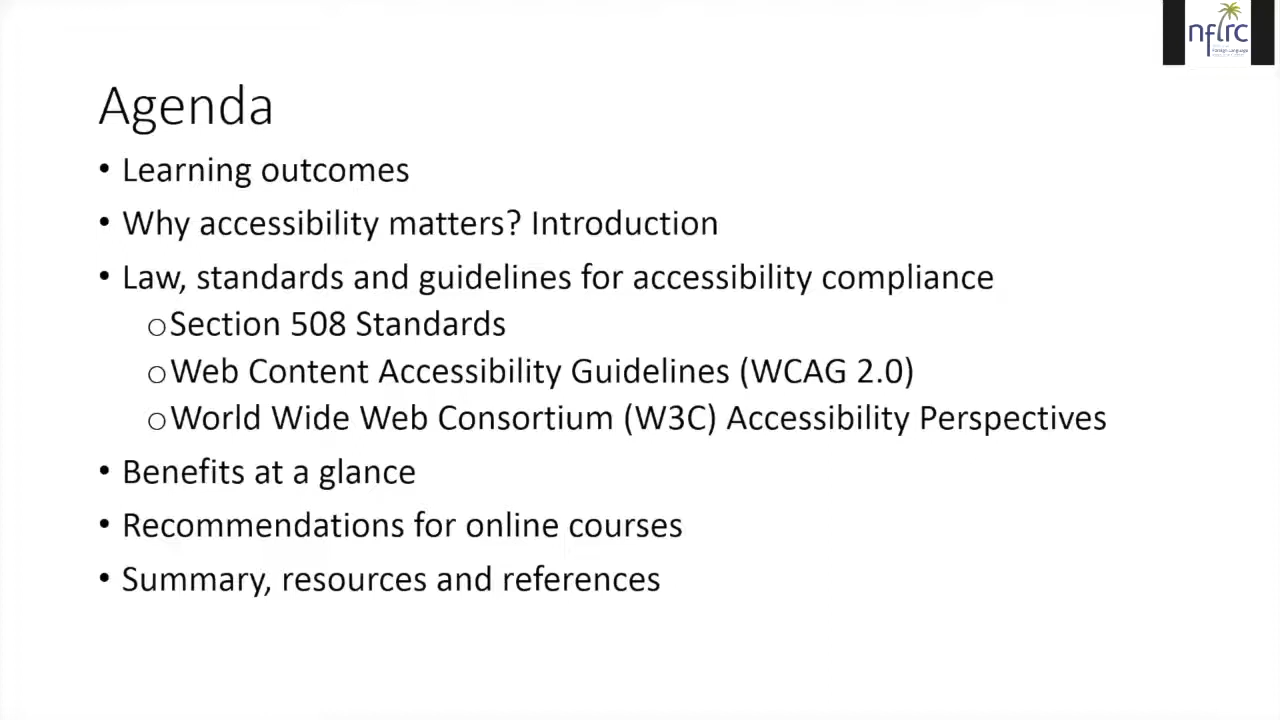 nflrc
Foreign Language
Agenda
• Learning outcomes
• Why accessibility matters? Introduction
• Law, standards and guidelines for accessibility compliance
○Section 508 Standards
○Web Content Accessibility Guidelines (WCAG 2.0)
○World Wide Web Consortium (W3C) Accessibility Perspectives
• Benefits at a glance
• Recommendations for online courses
• Summary, resources and references